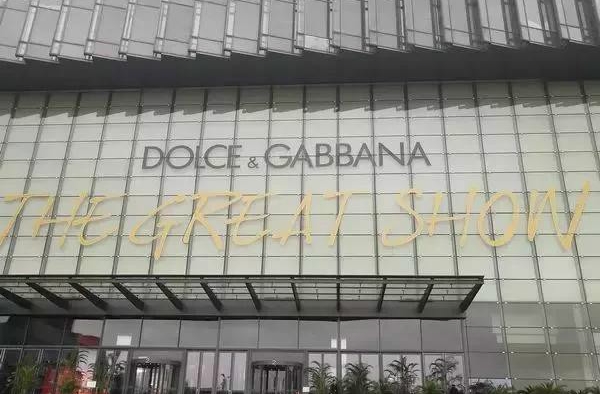 DOLCE & GABBANA
THE GREAT SHOW